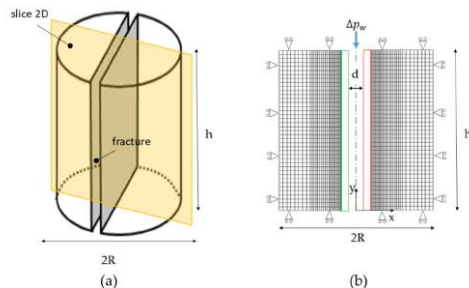 slice 2D
fracture
h
2R
(a)
Δp_w
d
h
y
x
2R
(b)